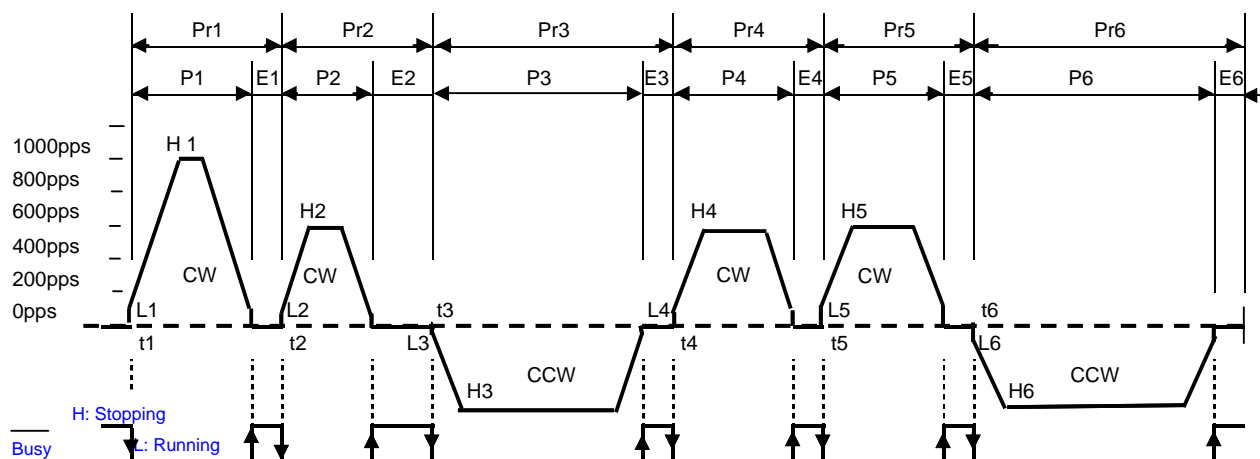 Pr1 Pr2 Pr3 Pr4 Pr5 Pr6
P1 E1 P2 E2 P3 E3 P4 E4 P5 E5 P6 E6
1000pps
H 1
800pps
600pps
H2 H4 H5
400pps
200pps
CW CW CW CW
0pps
L1 L2 t3 L4 L5 t6
t1 t2 L3 t4 t5 L6
H3 CCW H6 CCW
H: Stopping
Busy
L: Running